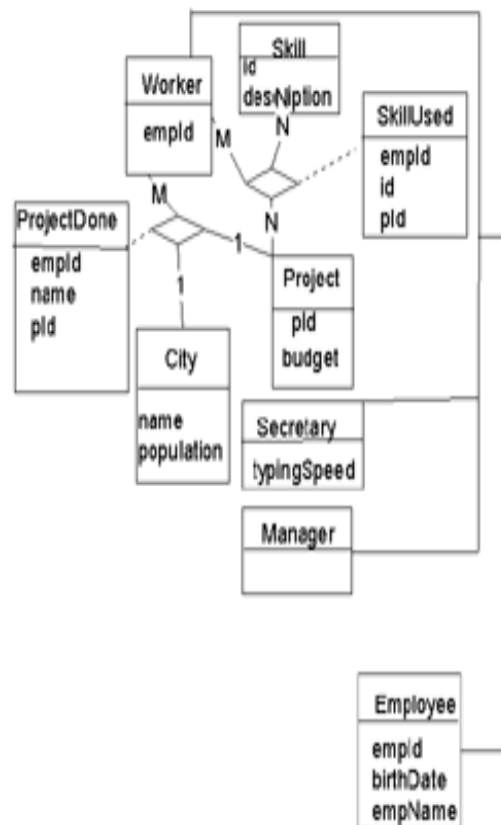 Skill
id
description
N
Worker
empId
M
SkillUsed
empId
id
pId
M
N
ProjectDone
empId
name
pId
1
1
Project
pId
budget
City
name
population
Secretary
typingSpeed
Manager
Employee
empId
birthDate
empName